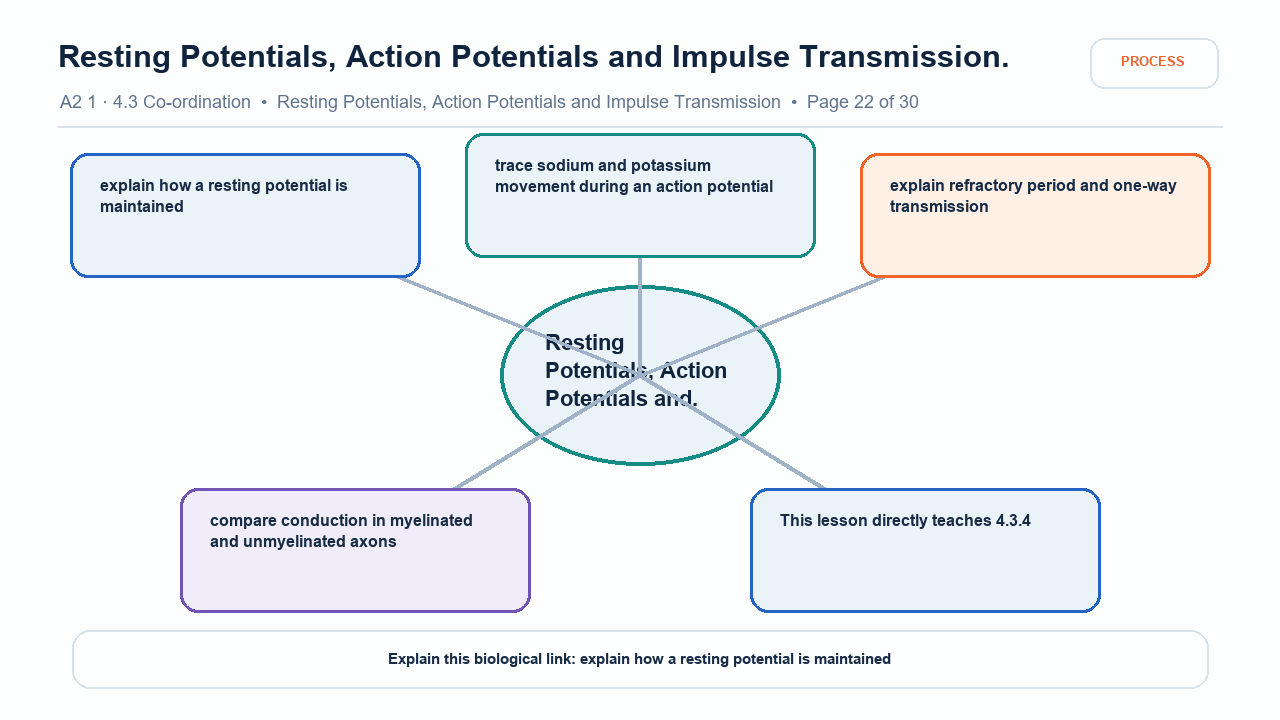 Resting Potentials, Action Potentials and Impulse Transmission.
PROCESS
A2 1 · 4.3 Co-ordination • Resting Potentials, Action Potentials and Impulse Transmission • Page 22 of 30
explain how a resting potential is
maintained
trace sodium and potassium
movement during an action potential
explain refractory period and one-way
transmission
Resting
Potentials, Action
Potentials and.
compare conduction in myelinated
and unmyelinated axons
This lesson directly teaches 4.3.4
Explain this biological link: explain how a resting potential is maintained